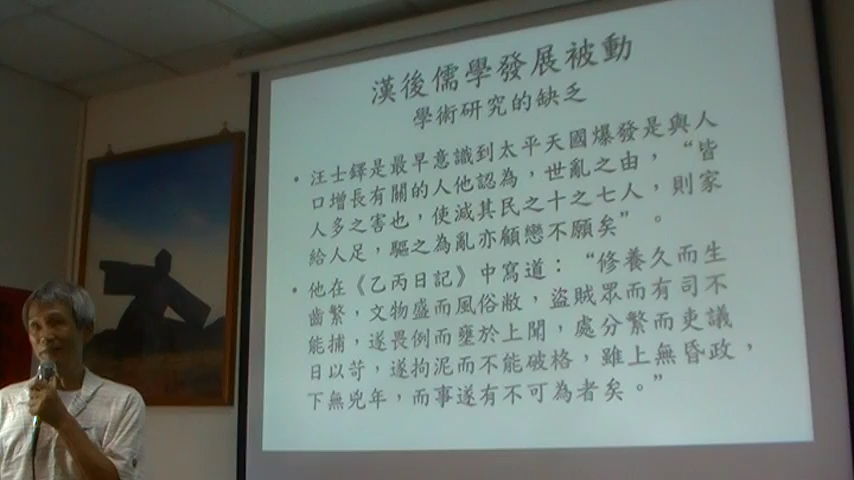 漢後儒學發展被動
學術研究的缺乏
• 汪士鐸是最早意識到太平天國爆發是與人
口增長有關的人他認為，世亂之由，“皆
人多之害也，使減其民之十之七人，則家
給人足，驅之為亂亦顧戀不願矣”。
• 他在《乙丙日記》中寫道：“修養久而生
齒繁，文物盛而風俗敝，盜賊眾而有司不
能捕，遂畏例而壅於上聞，處分繁而吏議
日以苛，遂拘泥而不能破格，雖上無昏政，
下無兇年，而事遂有不可為者矣。”